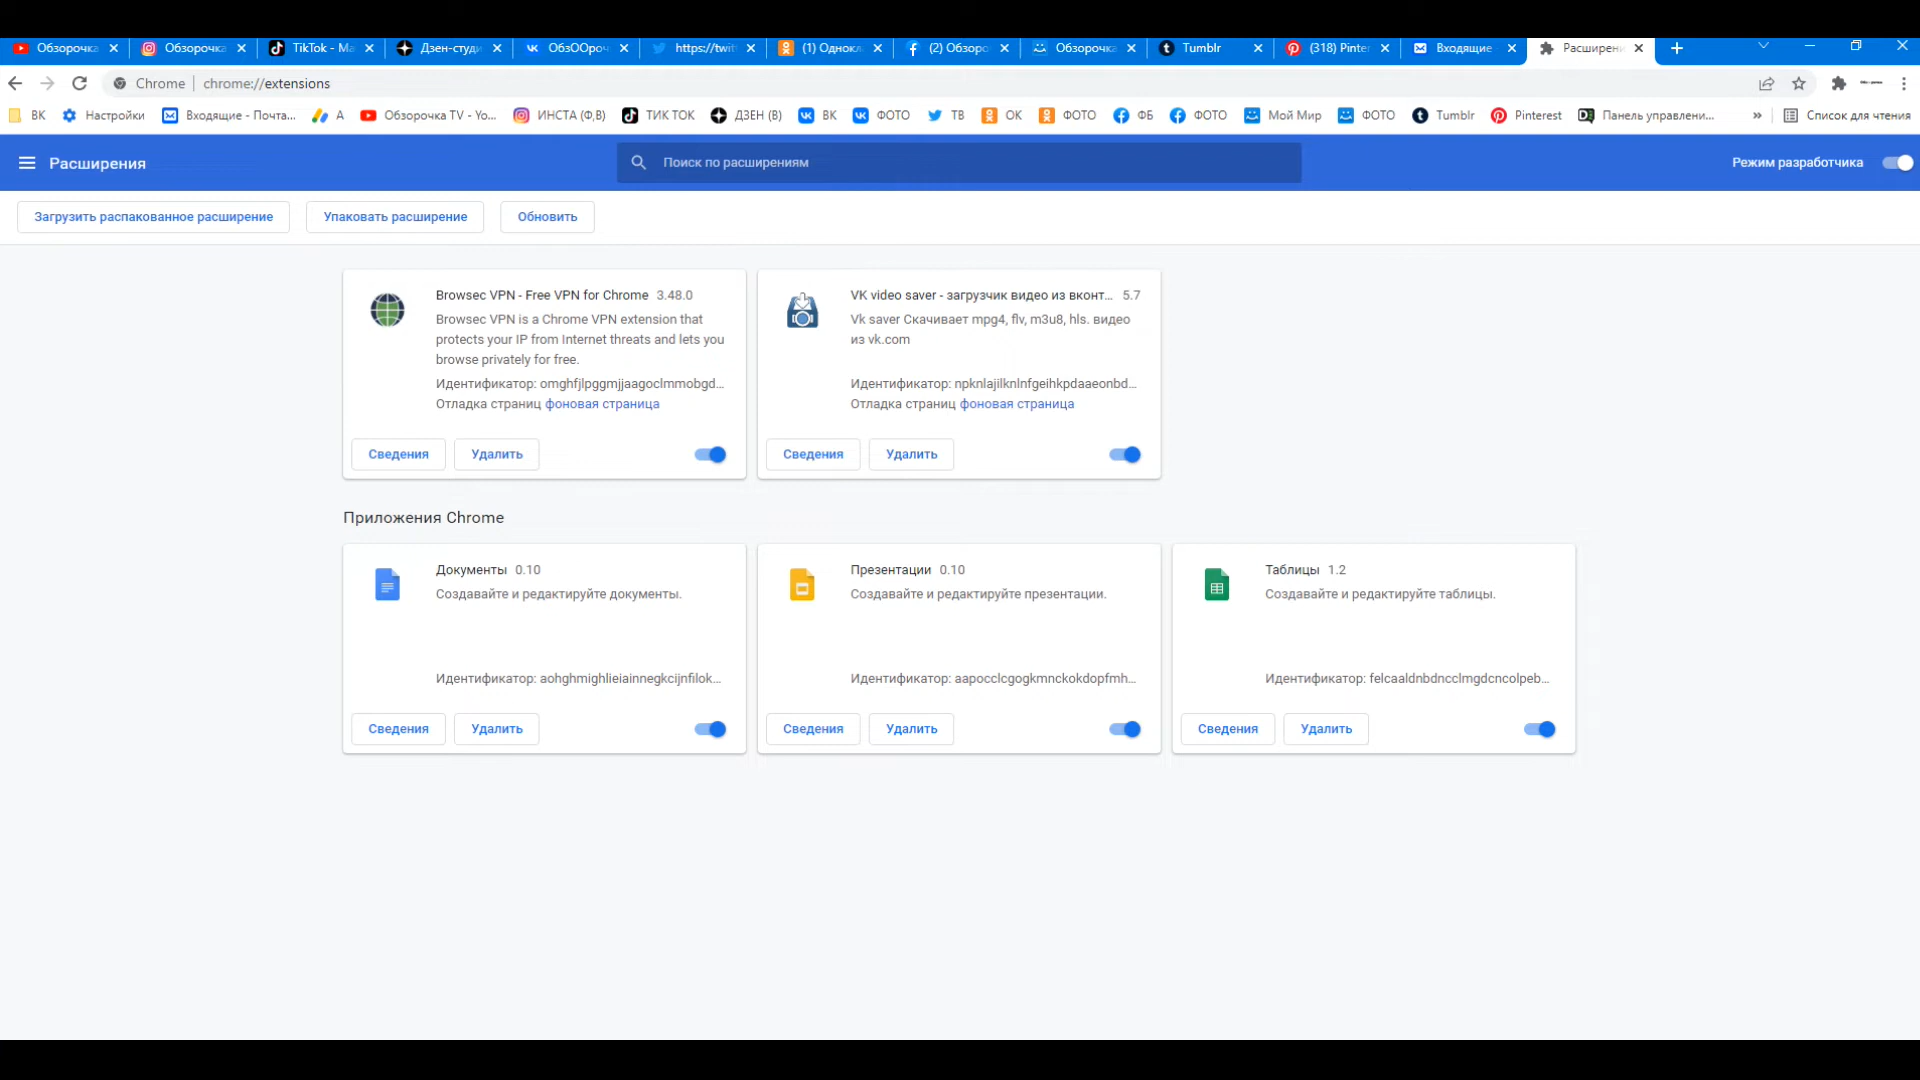 Обзорочка
Обзорочка
TikTok - Ma
Дзен-студи
ОбзООроч
https://twit
(1) Однокл
(2) Обзоро
Обзорочка
Tumblr
(318) Pinter
Входящие
Расширени
Chrome
chrome://extensions
ВК
Настройки
Входящие - Почта...
А
Обзорочка TV - Yo...
ИНСТА (Ф,В)
ТИК ТОК
ДЗЕН (В)
ВК
ФОТО
ТВ
ОК
ФОТО
ФБ
ФОТО
Мой Мир
ФОТО
Tumblr
Pinterest
Панель управлени...
»
Список для чтения
Расширения
Поиск по расширениям
Режим разработчика
Загрузить распакованное расширение
Упаковать расширение
Обновить
Browsec VPN - Free VPN for Chrome 3.48.0
Browsec VPN is a Chrome VPN extension that
protects your IP from Internet threats and lets you
browse privately for free.
Идентификатор: omghfjlpggmjjaagoclmmobgd...
Отладка страниц фоновая страница
Сведения
Удалить
VK video saver - загрузчик видео из вконт... 5.7
Vk saver Скачивает mpg4, flv, m3u8, hls. видео
из vk.com
Идентификатор: npknlajilknlnfgeihkpdaaeonbd...
Отладка страниц фоновая страница
Сведения
Удалить
Приложения Chrome
Документы 0.10
Создавайте и редактируйте документы.
Идентификатор: aohghmighlieiainnegkcijnfilok...
Сведения
Удалить
Презентации 0.10
Создавайте и редактируйте презентации.
Идентификатор: aapocclcgogkmnckokdopfmh...
Сведения
Удалить
Таблицы 1.2
Создавайте и редактируйте таблицы.
Идентификатор: felcaaldnbdncclmgdcncolpeb...
Сведения
Удалить